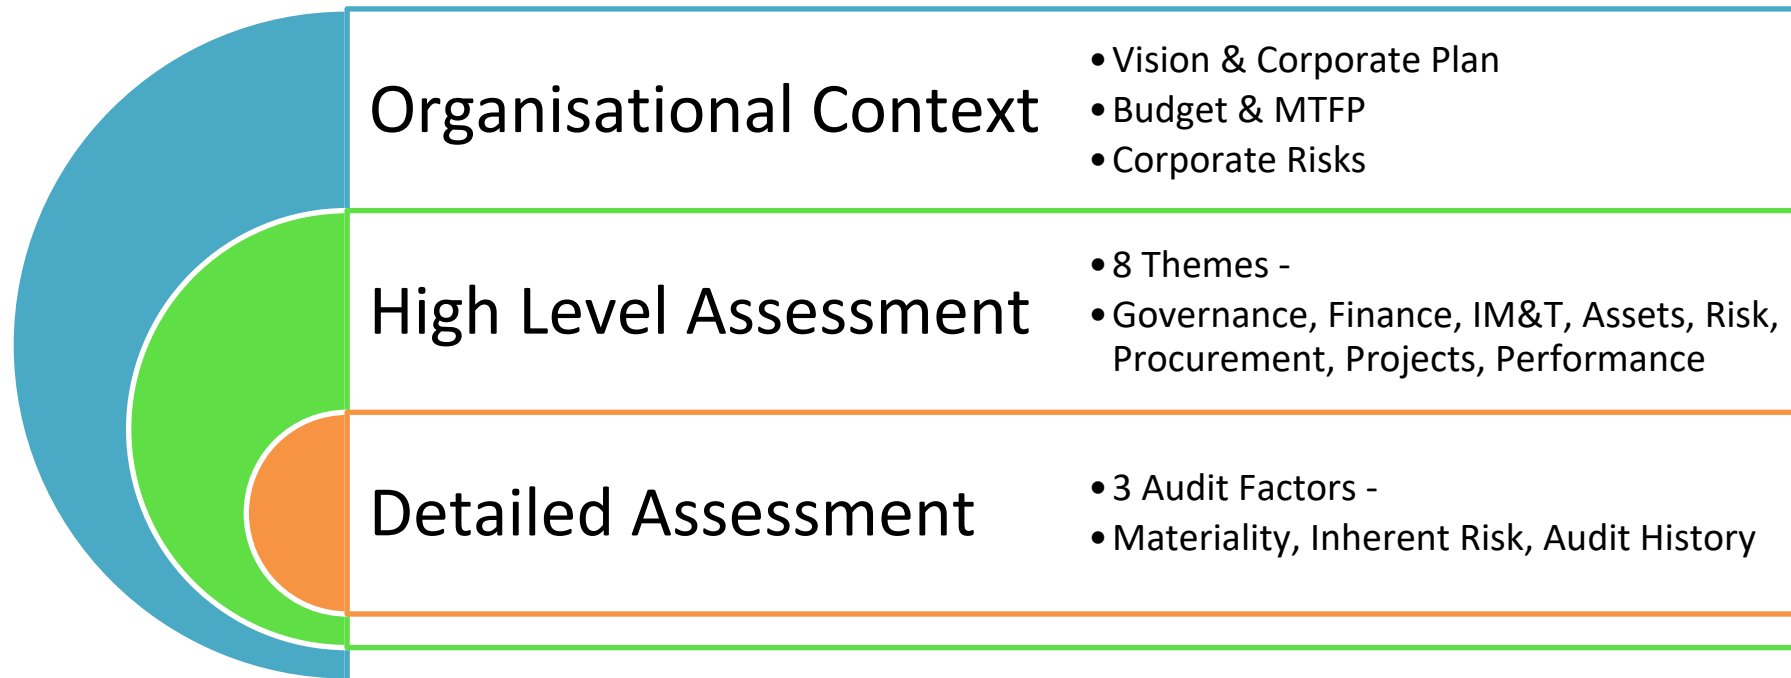 Organisational Context
•Vision & Corporate Plan
•Budget & MTFP
•Corporate Risks
High Level Assessment
•8 Themes -
•Governance, Finance, IM&T, Assets, Risk,
Procurement, Projects, Performance
Detailed Assessment
•3 Audit Factors -
•Materiality, Inherent Risk, Audit History